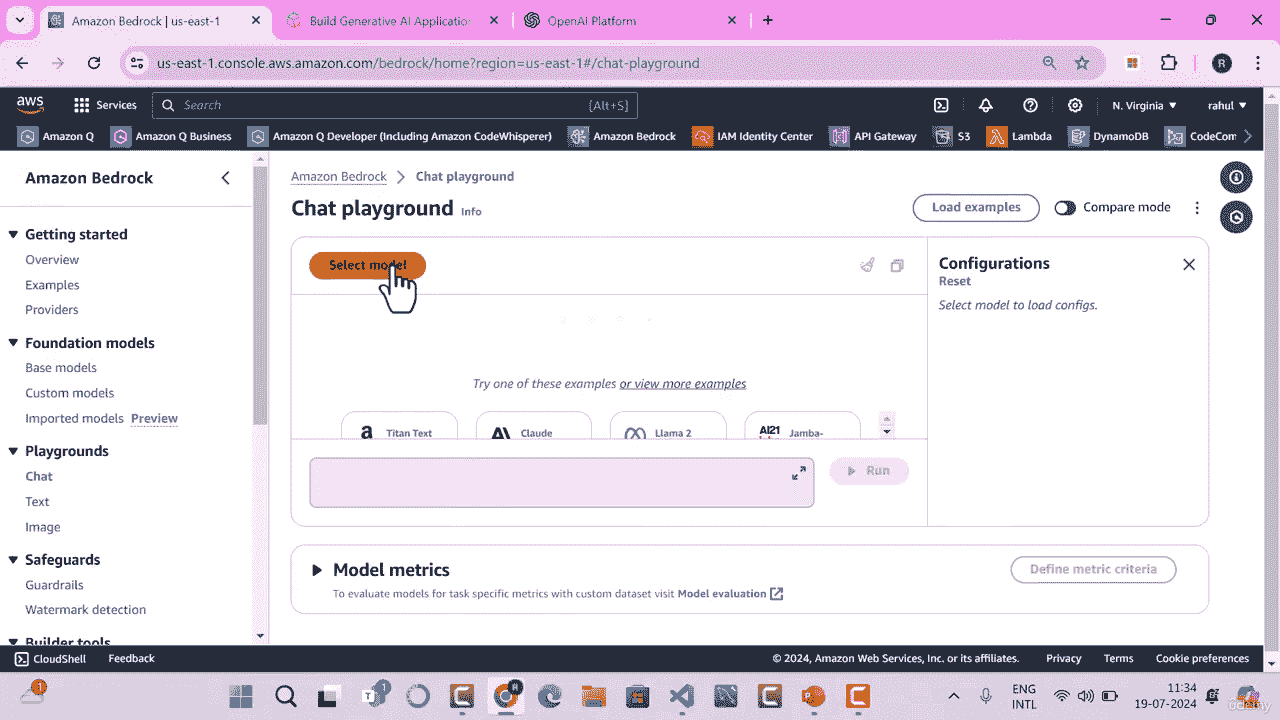 Amazon Bedrock | us-east-1
Build Generative AI Application
OpenAI Platform
us-east-1.console.aws.amazon.com/bedrock/home?region=us-east-1#/chat-playground
R
aws
Services
Search
[Alt+S]
N. Virginia
rahul
Amazon Q
Amazon Q Business
Amazon Q Developer (Including Amazon CodeWhisperer)
Amazon Bedrock
IAM Identity Center
API Gateway
S3
Lambda
DynamoDB
CodeCom
Amazon Bedrock
Getting started
Overview
Examples
Providers
Foundation models
Base models
Custom models
Imported models Preview
Playgrounds
Chat
Text
Image
Safeguards
Guardrails
Watermark detection
Builder tools
Amazon Bedrock > Chat playground
Chat playground Info
Load examples
Compare mode
Select model
Configurations
Reset
Select model to load configs.
Try one of these examples or view more examples
a Titan Text
Claude
Llama 2
AI21 Jamba-
Run
Model metrics
To evaluate models for task specific metrics with custom dataset visit Model evaluation
Define metric criteria
CloudShell
Feedback
© 2024, Amazon Web Services, Inc. or its affiliates.
Privacy
Terms
Cookie preferences
1
T
1
ENG
INTL
11:34
19-07-2024